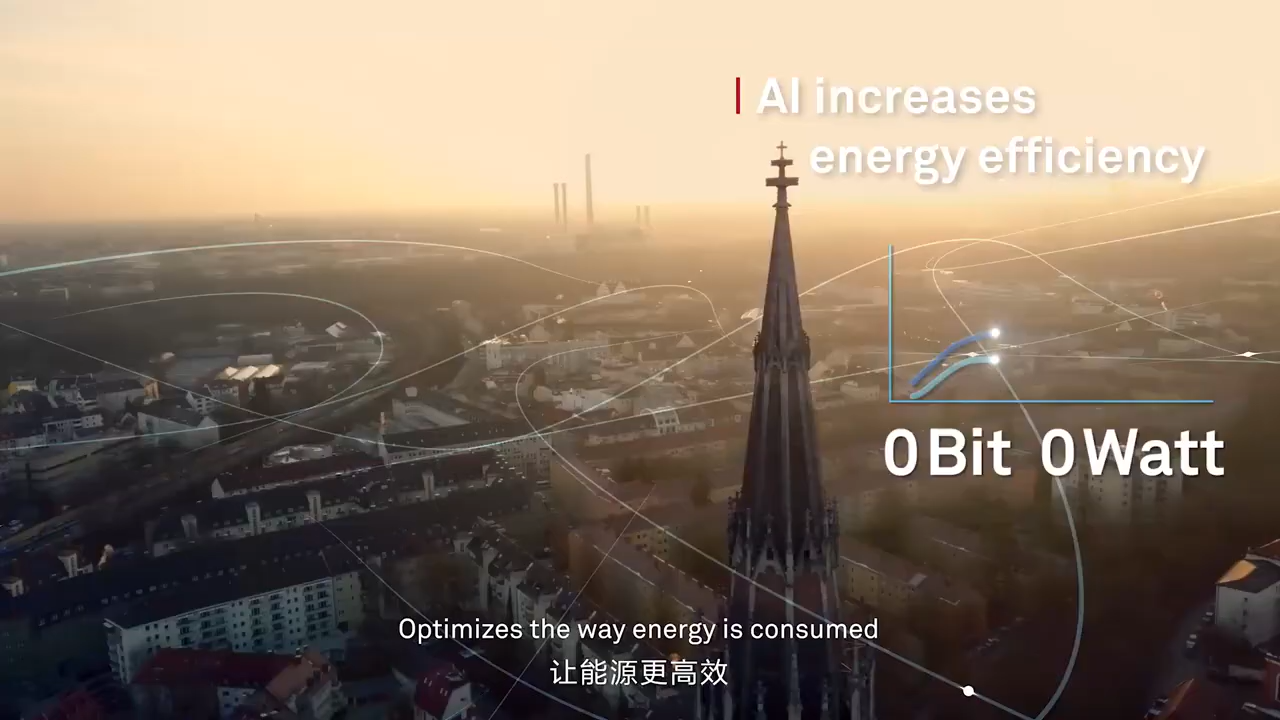 AI increases
energy efficiency
0 Bit 0 Watt
Optimizes the way energy is consumed
让能源更高效